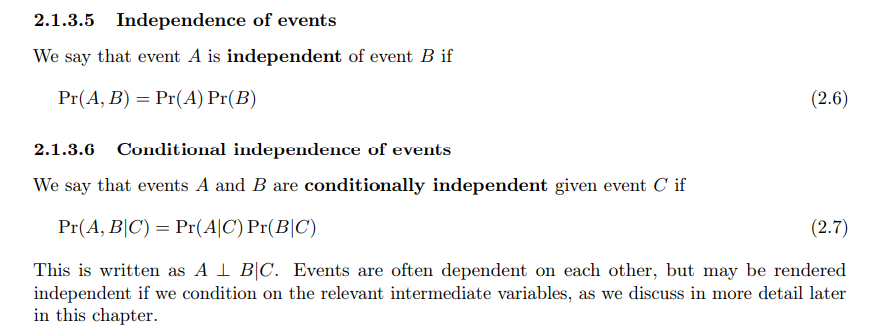 2.1.3.5 Independence of events
We say that event A is independent of event B if
Pr(A, B) = Pr(A) Pr(B) (2.6)
2.1.3.6 Conditional independence of events
We say that events A and B are conditionally independent given event C if
Pr(A, B|C) = Pr(A|C) Pr(B|C) (2.7)
This is written as A ⊥ B|C. Events are often dependent on each other, but may be rendered
independent if we condition on the relevant intermediate variables, as we discuss in more detail later
in this chapter.